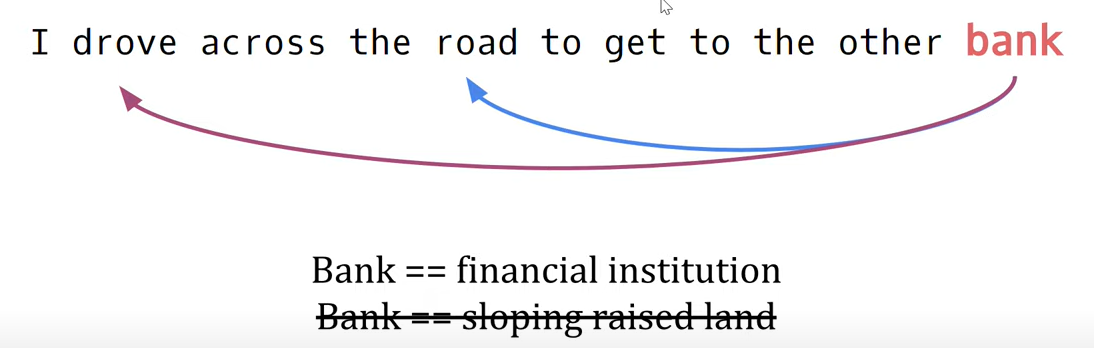 I drove across the road to get to the other bank
Bank == financial institution
Bank == sloping raised land